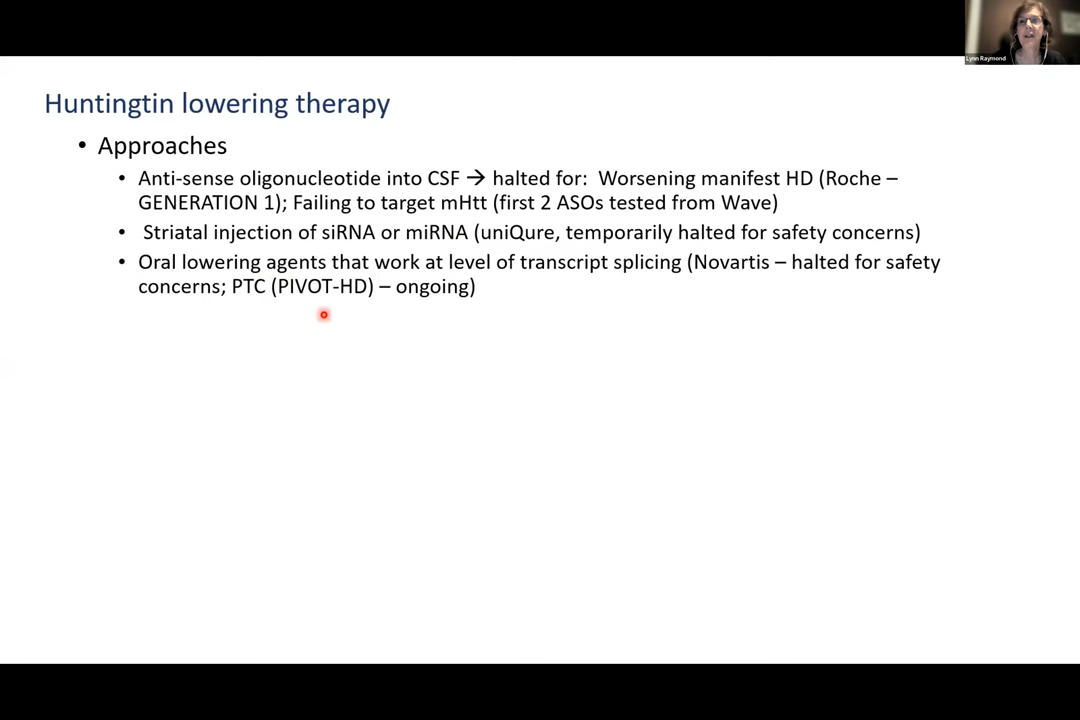 Lynn Raymond
Huntingtin lowering therapy
• Approaches
• Anti-sense oligonucleotide into CSF → halted for: Worsening manifest HD (Roche –
GENERATION 1); Failing to target mHtt (first 2 ASOs tested from Wave)
• Striatal injection of siRNA or miRNA (uniQure, temporarily halted for safety concerns)
• Oral lowering agents that work at level of transcript splicing (Novartis – halted for safety
concerns; PTC (PIVOT-HD) – ongoing)